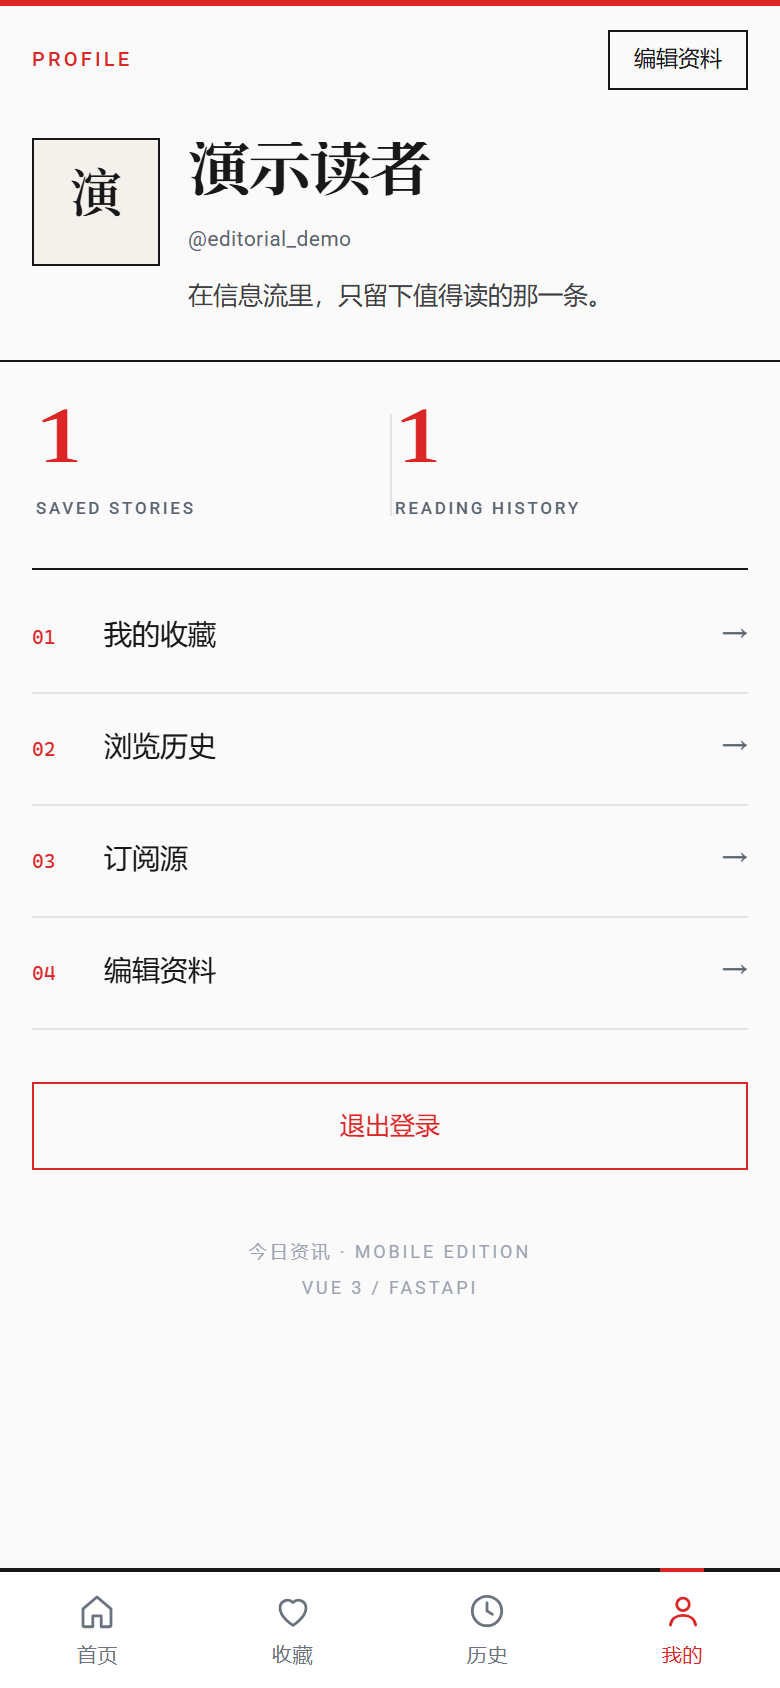 PROFILE
编辑资料
演
演示读者
@editorial_demo
在信息流里，只留下值得读的那一条。
1
SAVED STORIES
1
READING HISTORY
01 我的收藏 →
02 浏览历史 →
03 订阅源 →
04 编辑资料 →
退出登录
今日资讯 · MOBILE EDITION
VUE 3 / FASTAPI
首页
收藏
历史
我的